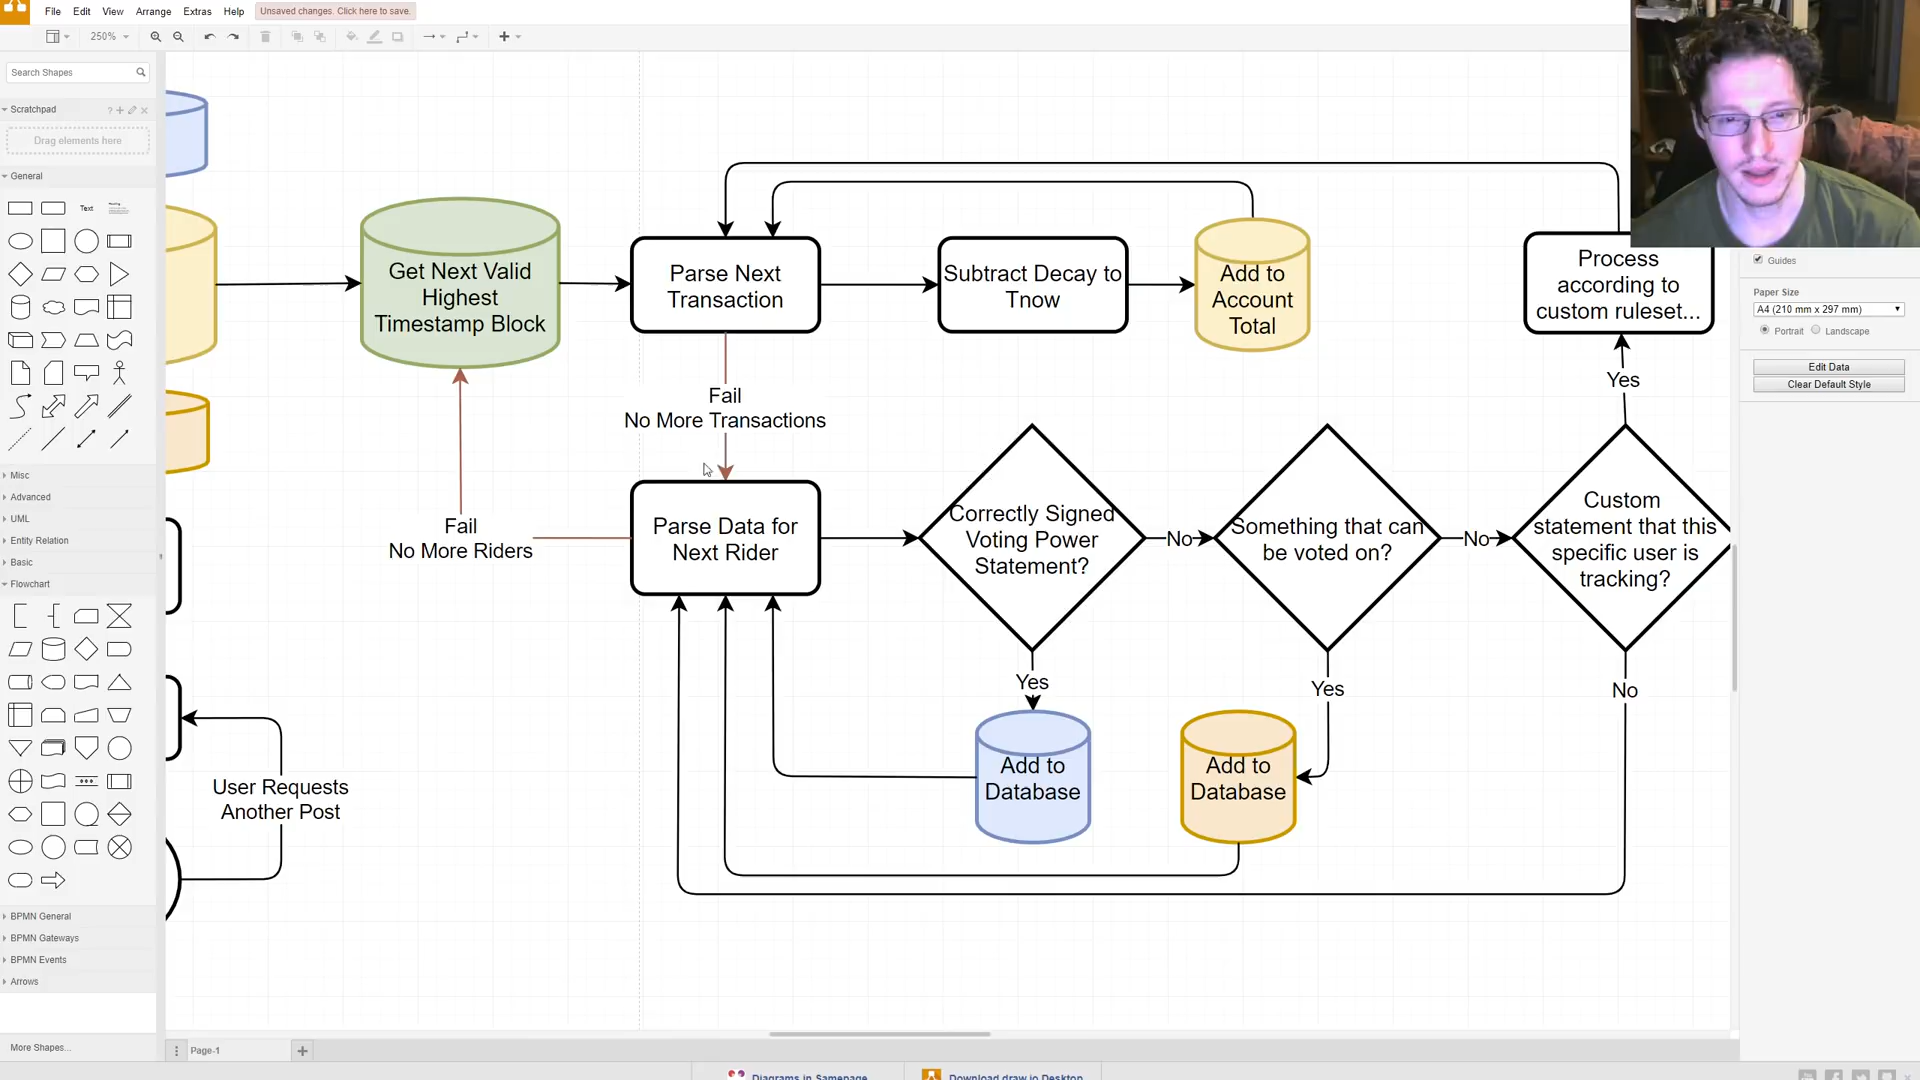 File Edit View Arrange Extras Help Unsaved changes. Click here to save.
250%
Search Shapes
Scratchpad
Drag elements here
General
Text
Misc
Advanced
UML
Entity Relation
Basic
Flowchart
BPMN General
BPMN Gateways
BPMN Events
Arrows
More Shapes...
Get Next Valid
Highest
Timestamp Block
Parse Next
Transaction
Subtract Decay to
Tnow
Add to
Account
Total
Process
according to
custom ruleset...
Fail
No More Transactions
Yes
Fail
No More Riders
Parse Data for
Next Rider
Correctly Signed
Voting Power
Statement?
No
Something that can
be voted on?
No
Custom
statement that this
specific user is
tracking?
Yes
Yes
No
Add to
Database
Add to
Database
User Requests
Another Post
Guides
Paper Size
A4 (210 mm x 297 mm)
Portrait Landscape
Edit Data
Clear Default Style
Page-1
Diagrams in Samepage
Download draw.io Desktop